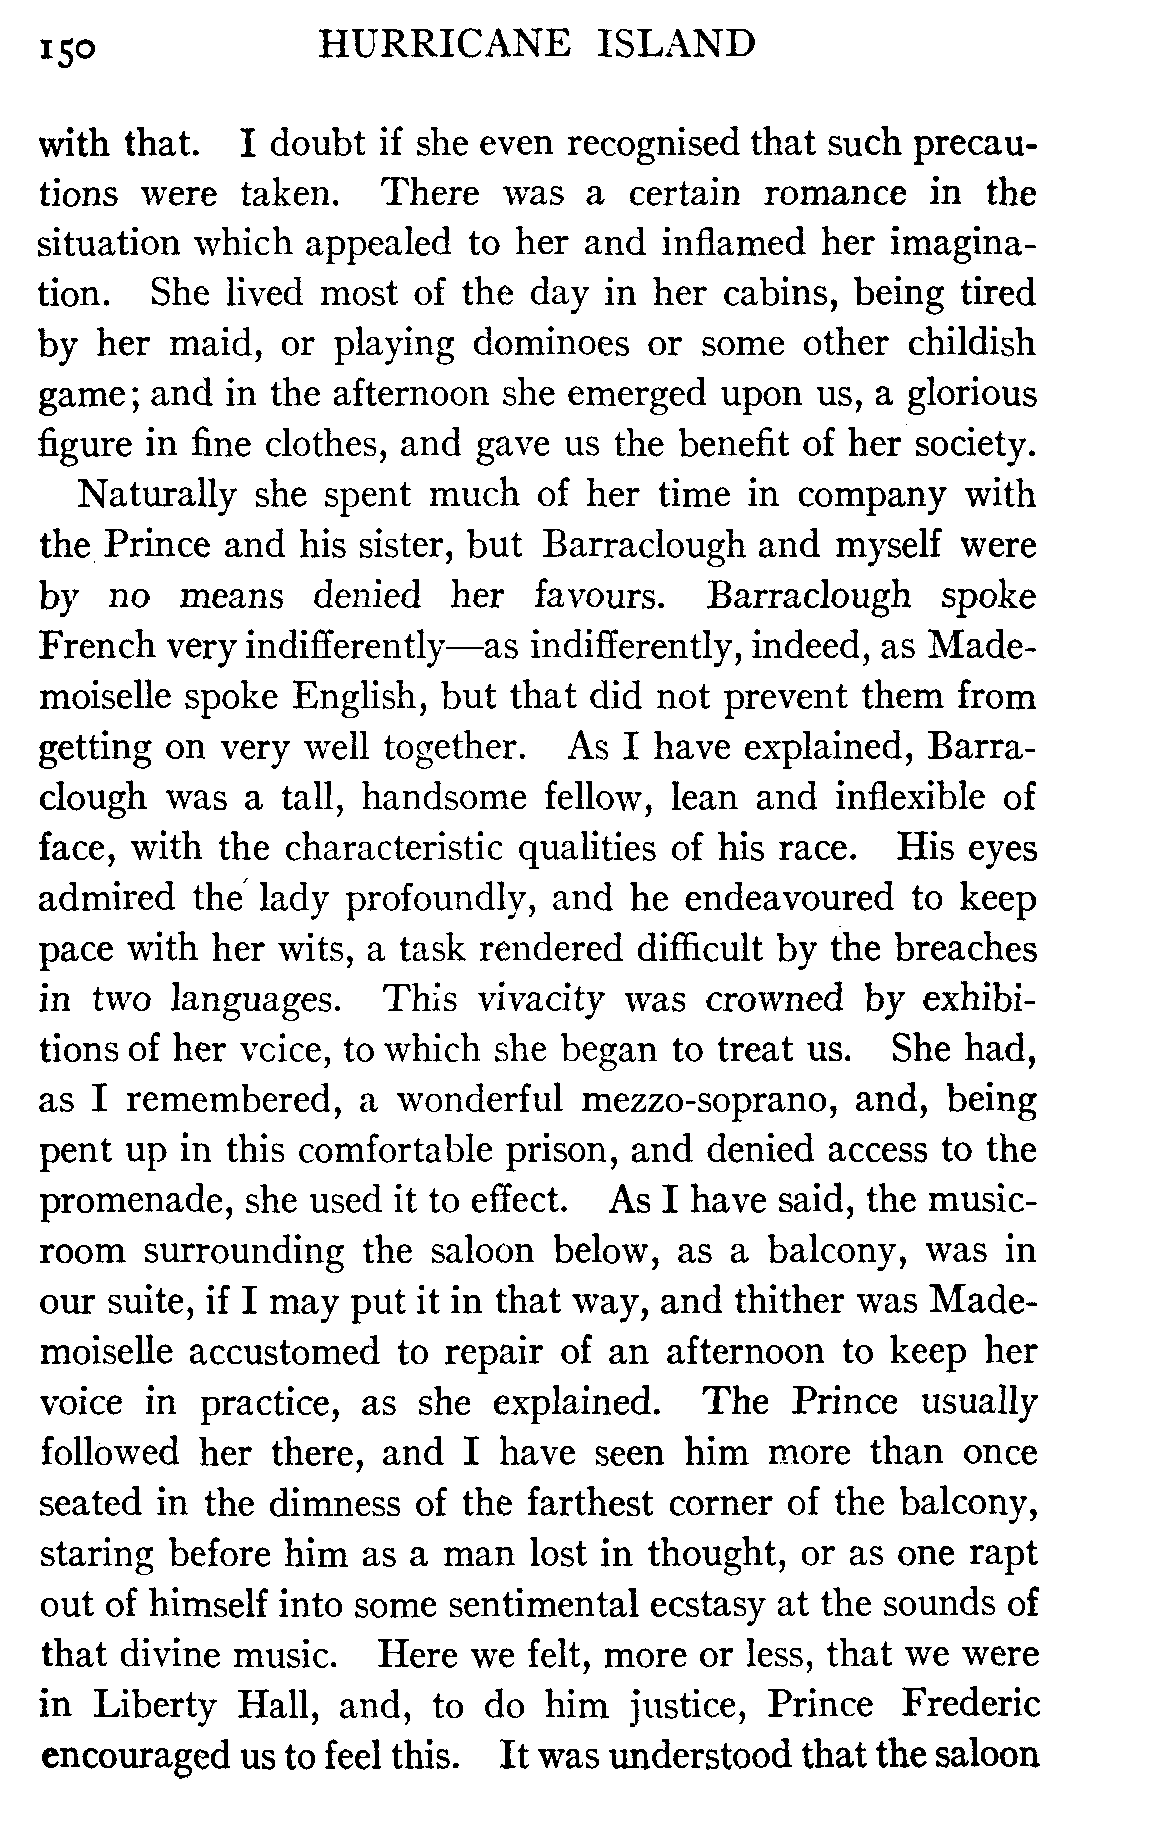 150 HURRICANE ISLAND
with that. I doubt if she even recognised that such precau-
tions were taken. There was a certain romance in the
situation which appealed to her and inflamed her imagina-
tion. She lived most of the day in her cabins, being tired
by her maid, or playing dominoes or some other childish
game; and in the afternoon she emerged upon us, a glorious
figure in fine clothes, and gave us the benefit of her society.
Naturally she spent much of her time in company with
the Prince and his sister, but Barraclough and myself were
by no means denied her favours. Barraclough spoke
French very indifferently—as indifferently, indeed, as Made-
moiselle spoke English, but that did not prevent them from
getting on very well together. As I have explained, Barra-
clough was a tall, handsome fellow, lean and inflexible of
face, with the characteristic qualities of his race. His eyes
admired the lady profoundly, and he endeavoured to keep
pace with her wits, a task rendered difficult by the breaches
in two languages. This vivacity was crowned by exhibi-
tions of her voice, to which she began to treat us. She had,
as I remembered, a wonderful mezzo-soprano, and, being
pent up in this comfortable prison, and denied access to the
promenade, she used it to effect. As I have said, the music-
room surrounding the saloon below, as a balcony, was in
our suite, if I may put it in that way, and thither was Made-
moiselle accustomed to repair of an afternoon to keep her
voice in practice, as she explained. The Prince usually
followed her there, and I have seen him more than once
seated in the dimness of the farthest corner of the balcony,
staring before him as a man lost in thought, or as one rapt
out of himself into some sentimental ecstasy at the sounds of
that divine music. Here we felt, more or less, that we were
in Liberty Hall, and, to do him justice, Prince Frederic
encouraged us to feel this. It was understood that the saloon